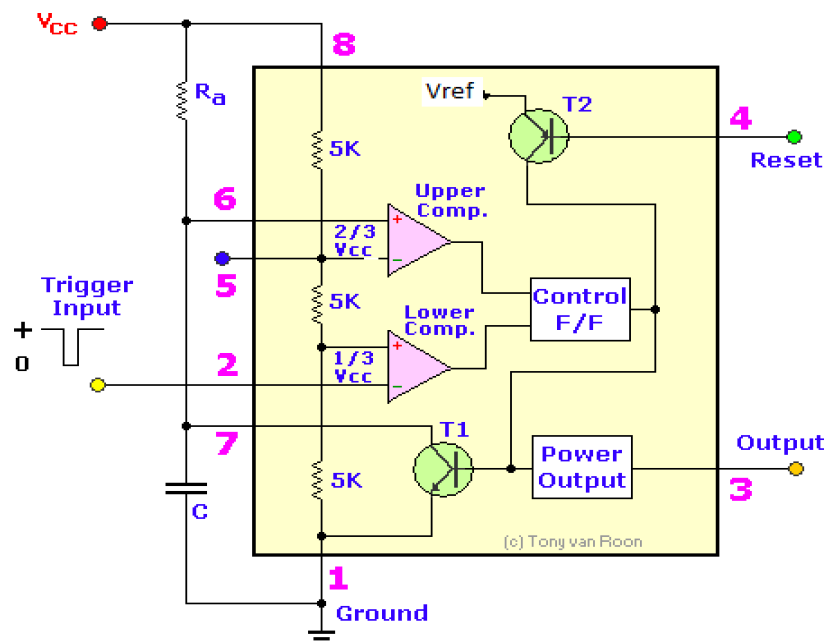 VCC
8
Ra
Vref
T2
4
Reset
5K
6
Upper
Comp.
+
2/3
Vcc
-
5
Trigger
Input
5K
Lower
Comp.
Control
F/F
+
0
2
+
1/3
Vcc
-
7
T1
5K
Power
Output
Output
3
C
(c) Tony van Roon
1
Ground